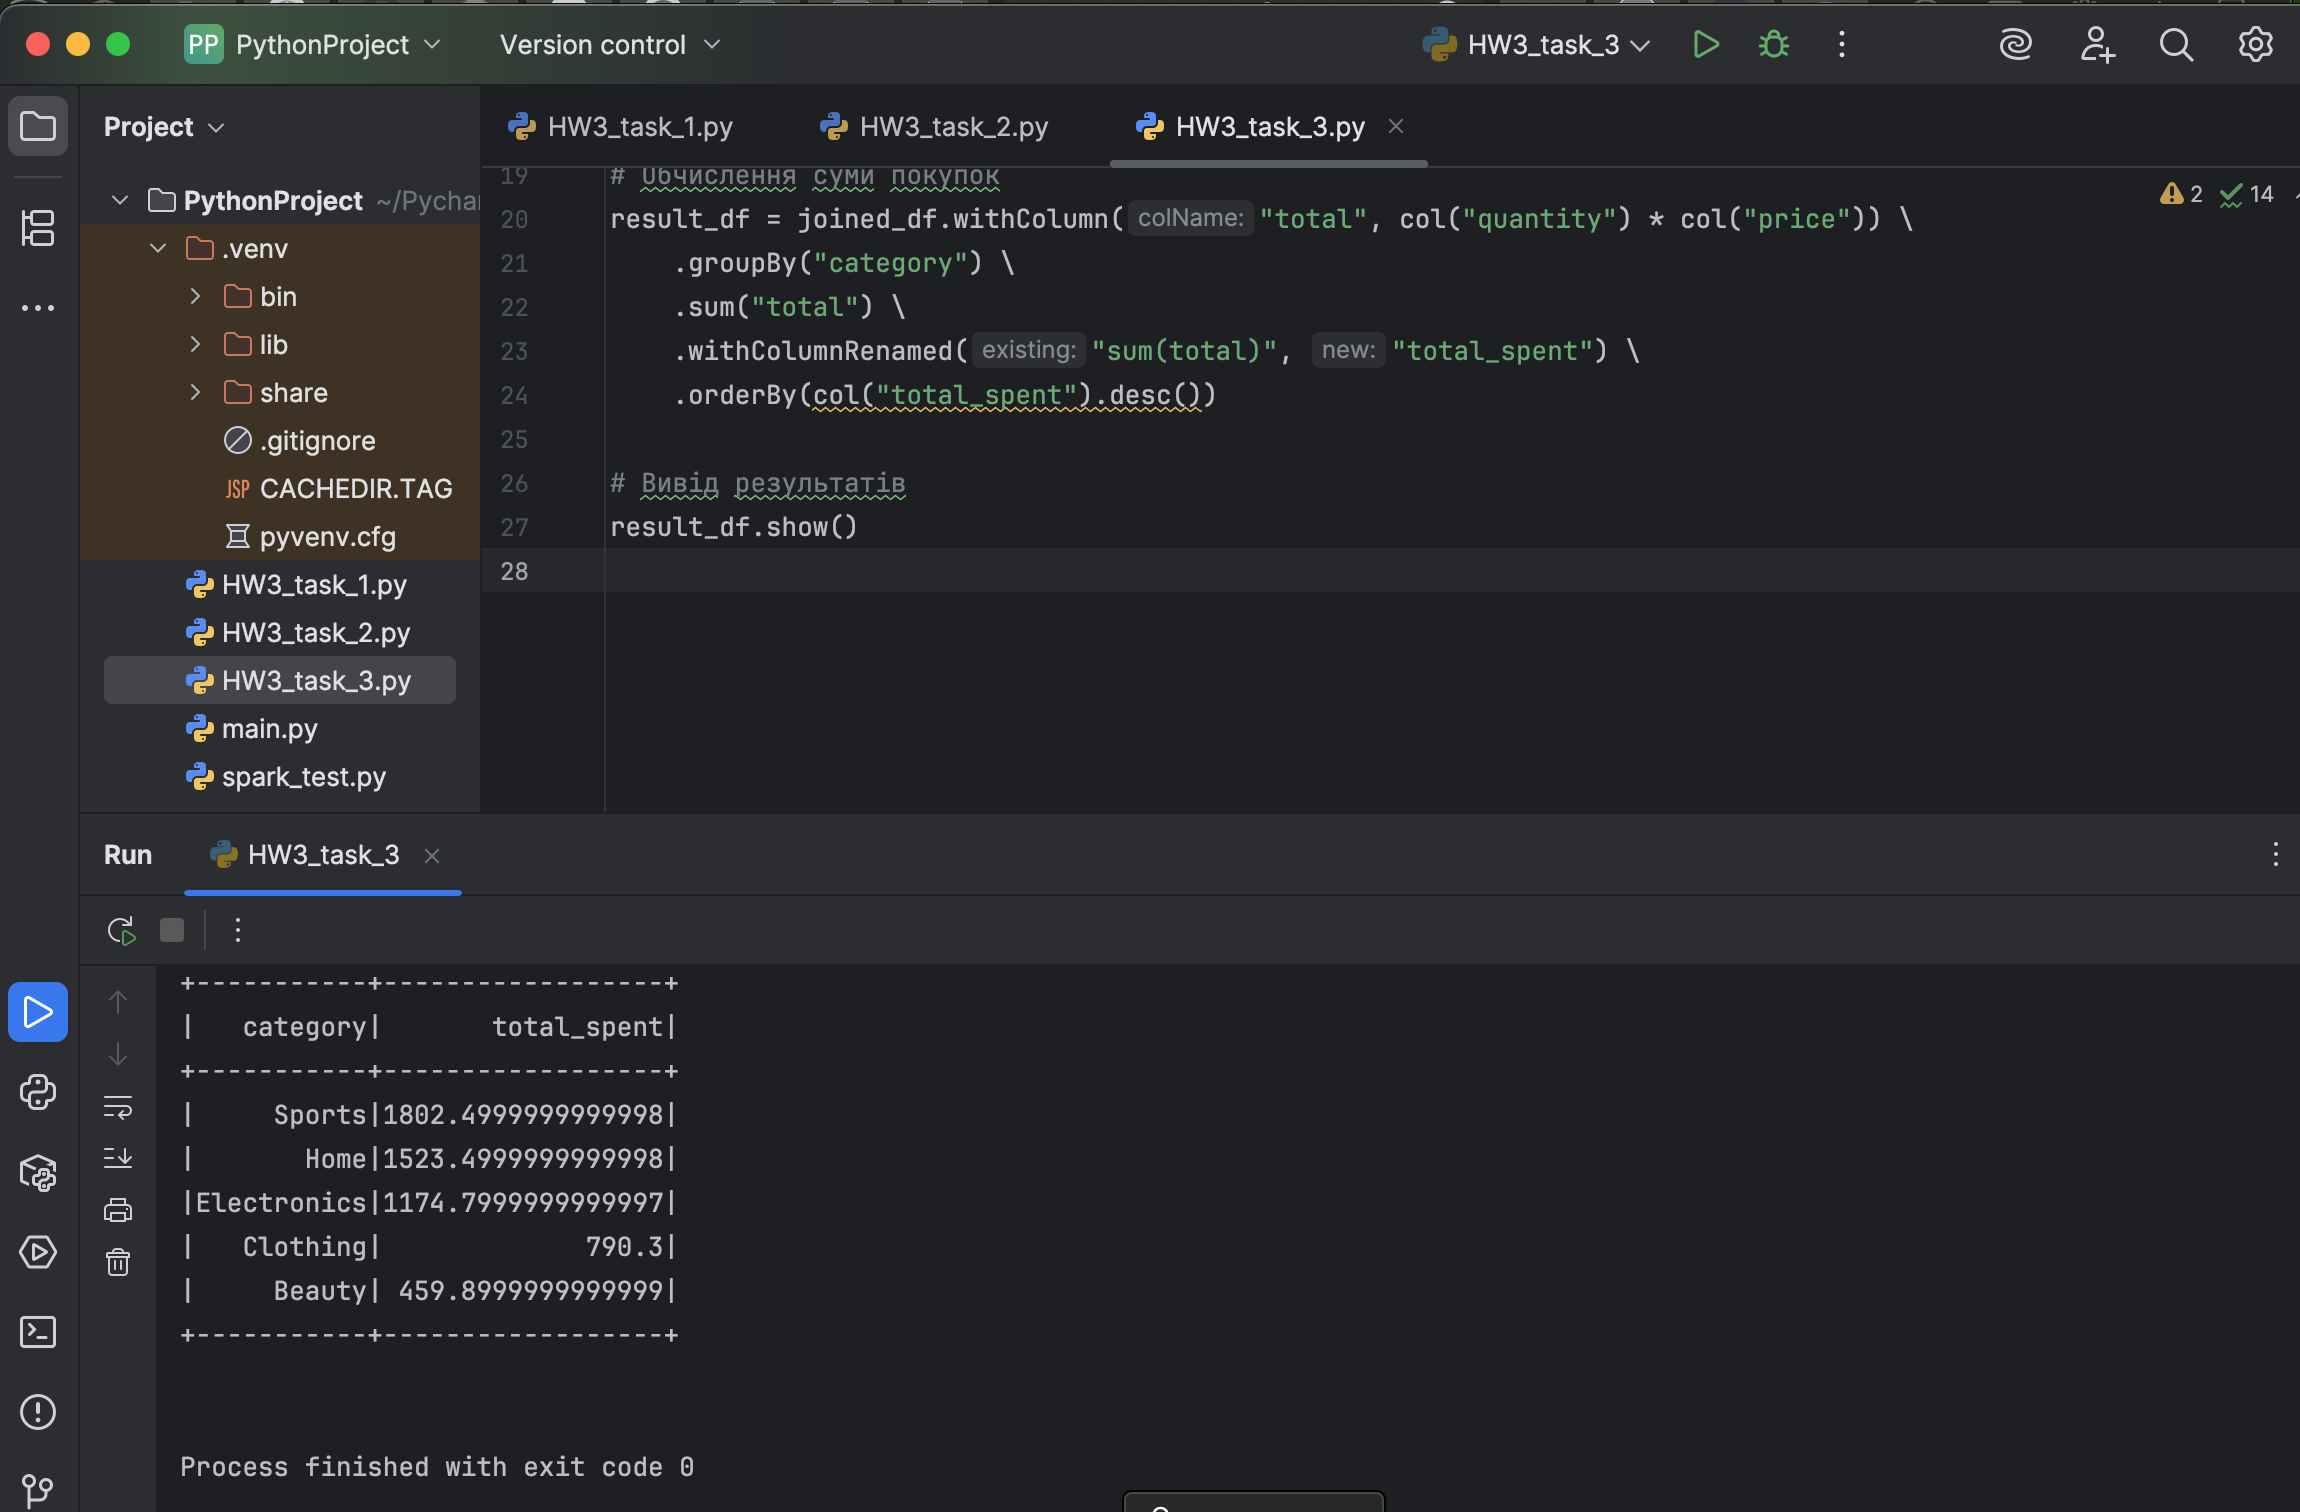 PP PythonProject Version control HW3_task_3
Project
HW3_task_1.py HW3_task_2.py HW3_task_3.py
PythonProject ~/Pychar
.venv
bin
lib
share
.gitignore
JSP CACHEDIR.TAG
pyvenv.cfg
HW3_task_1.py
HW3_task_2.py
HW3_task_3.py
main.py
spark_test.py
19 # Обчислення суми покупок
2 14
20 result_df = joined_df.withColumn( colName: "total", col("quantity") * col("price")) \
21 .groupBy("category") \
22 .sum("total") \
23 .withColumnRenamed( existing: "sum(total)", new: "total_spent") \
24 .orderBy(col("total_spent").desc())
25
26 # Вивід результатів
27 result_df.show()
28
Run HW3_task_3
+-----------+------------------+
|   category|       total_spent|
+-----------+------------------+
|     Sports|1802.4999999999998|
|       Home|1523.4999999999998|
|Electronics|1174.7999999999997|
|   Clothing|             790.3|
|     Beauty| 459.8999999999999|
+-----------+------------------+
Process finished with exit code 0